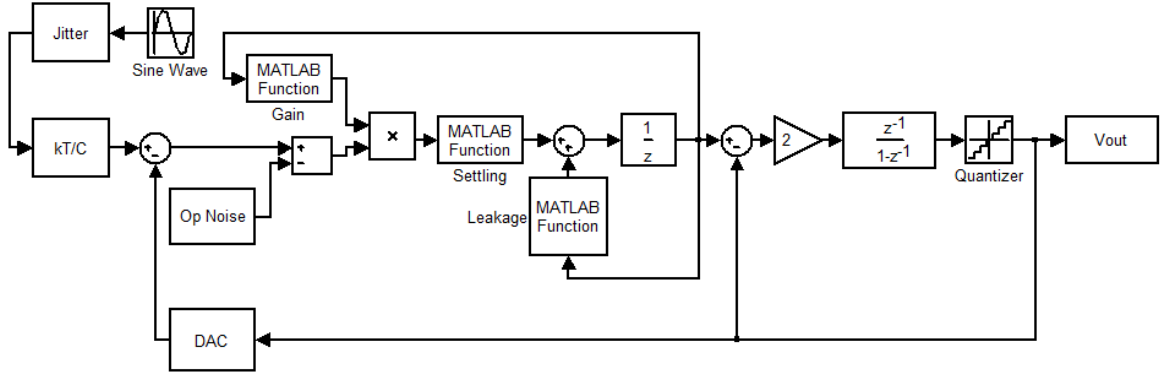 Jitter
Sine Wave
MATLAB
Function
Gain
kT/C
+
-
+
-
×
MATLAB
Function
Settling
+
+
1
z
+
-
2
z-1
1-z-1
Quantizer
Vout
Op Noise
Leakage
MATLAB
Function
DAC